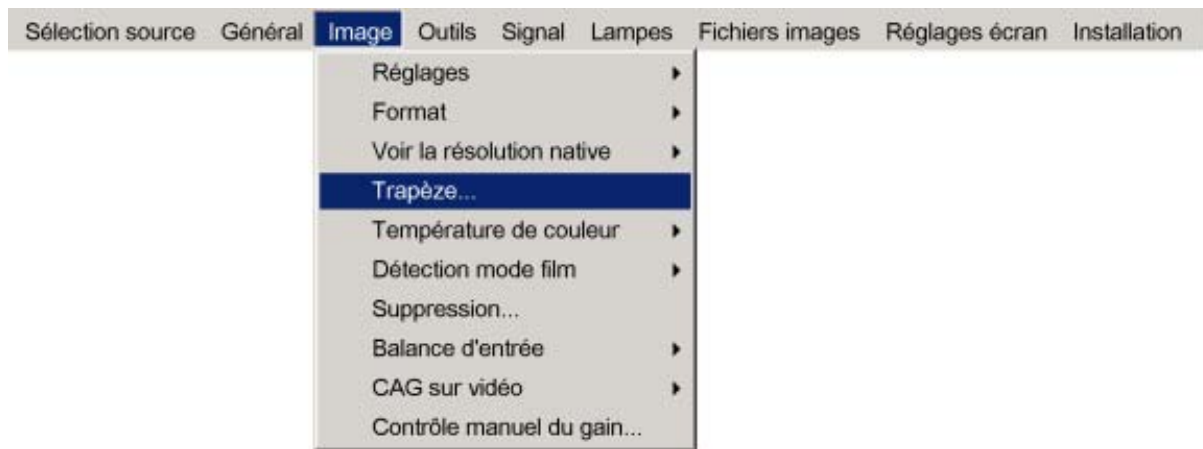 Sélection source Général Image Outils Signal Lampes Fichiers images Réglages écran Installation
Réglages
Format
Voir la résolution native
Trapèze...
Température de couleur
Détection mode film
Suppression...
Balance d'entrée
CAG sur vidéo
Contrôle manuel du gain...